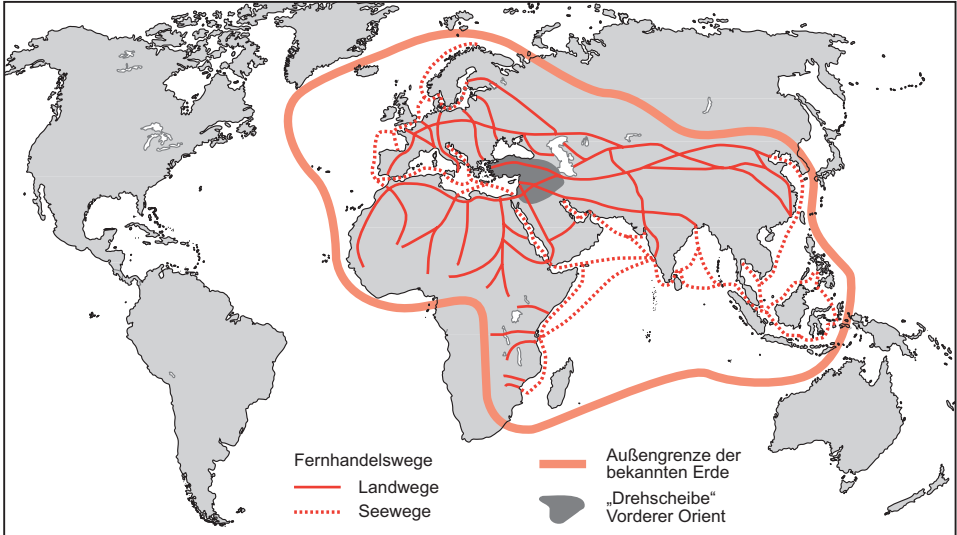 Fernhandelswege
Landwege
Seewege
Außengrenze der
bekannten Erde
„Drehscheibe“
Vorderer Orient